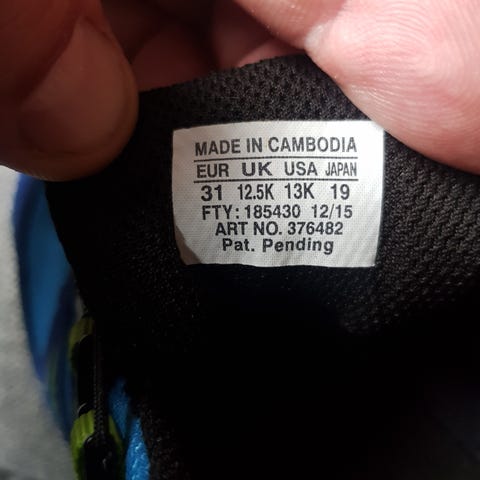 MADE IN CAMBODIA
EUR UK USA JAPAN
31 12.5K 13K 19
FTY: 185430 12/15
ART NO. 376482
Pat. Pending